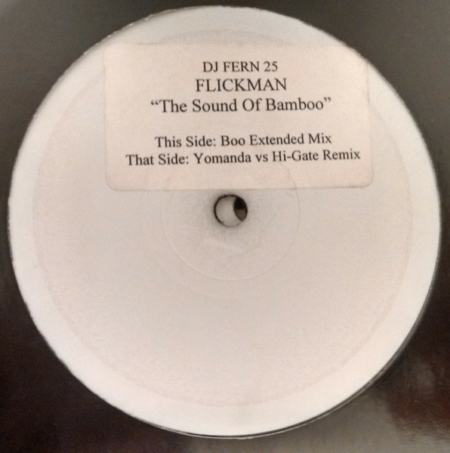 DJ FERN 25
FLICKMAN
“The Sound Of Bamboo”
This Side: Boo Extended Mix
That Side: Yomanda vs Hi-Gate Remix